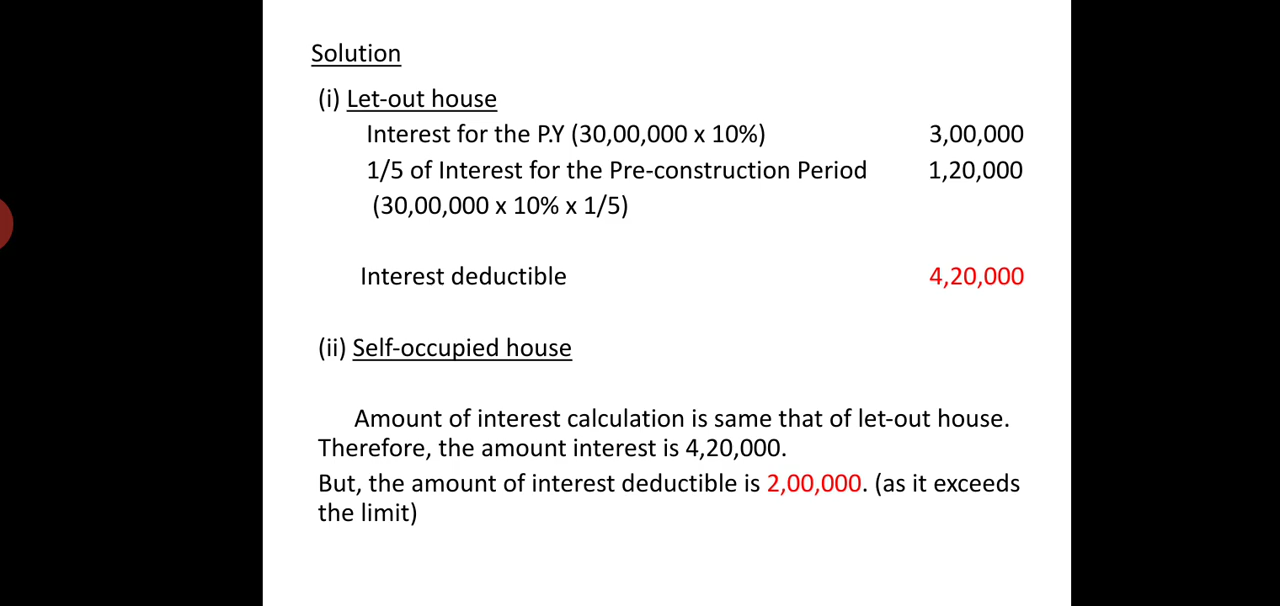 Solution
(i) Let-out house
Interest for the P.Y (30,00,000 x 10%) 3,00,000
1/5 of Interest for the Pre-construction Period 1,20,000
(30,00,000 x 10% x 1/5)
Interest deductible 4,20,000
(ii) Self-occupied house
Amount of interest calculation is same that of let-out house.
Therefore, the amount interest is 4,20,000.
But, the amount of interest deductible is 2,00,000. (as it exceeds
the limit)